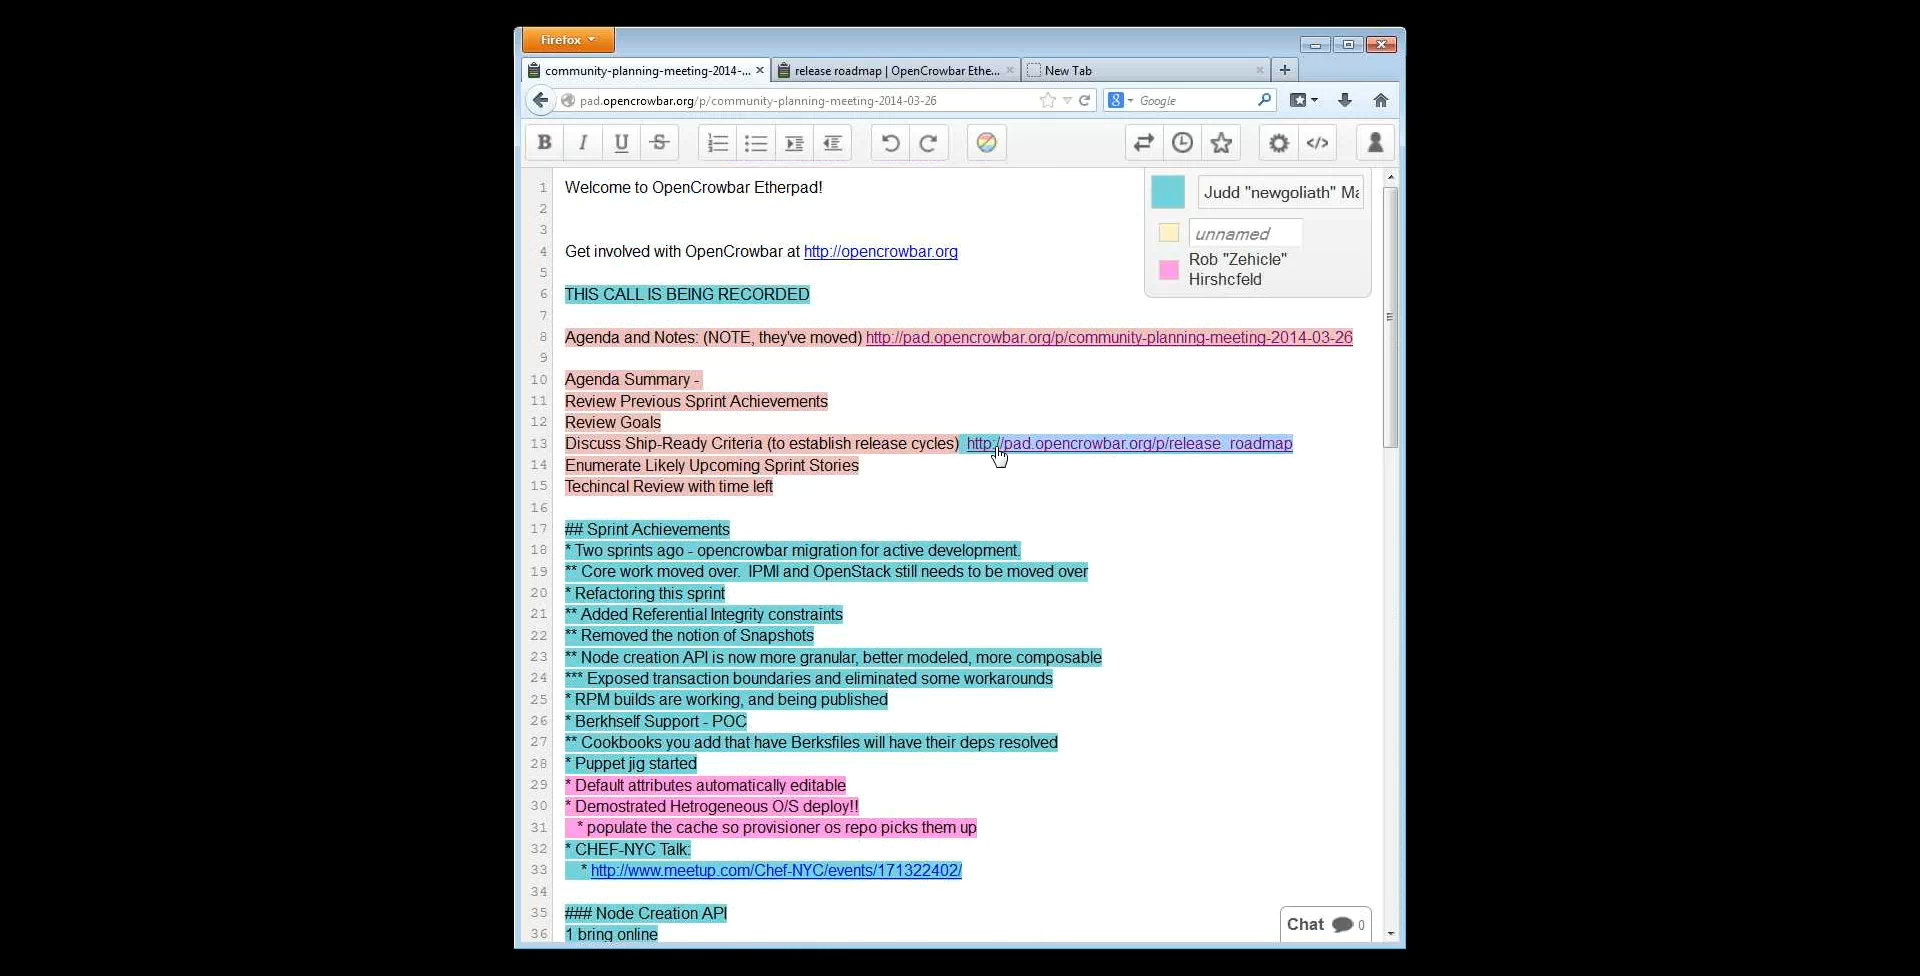 Firefox
community-planning-meeting-2014-...
release roadmap | OpenCrowbar Ethe...
New Tab
pad.opencrowbar.org/p/community-planning-meeting-2014-03-26
8
Google
B I U S
</>
1 Welcome to OpenCrowbar Etherpad!
2
3
4 Get involved with OpenCrowbar at http://opencrowbar.org
5
6 THIS CALL IS BEING RECORDED
7
8 Agenda and Notes: (NOTE, they've moved) http://pad.opencrowbar.org/p/community-planning-meeting-2014-03-26
9
10 Agenda Summary -
11 Review Previous Sprint Achievements
12 Review Goals
13 Discuss Ship-Ready Criteria (to establish release cycles) http://pad.opencrowbar.org/p/release_roadmap
14 Enumerate Likely Upcoming Sprint Stories
15 Techincal Review with time left
16
17 ## Sprint Achievements
18 * Two sprints ago - opencrowbar migration for active development.
19 ** Core work moved over.  IPMI and OpenStack still needs to be moved over
20 * Refactoring this sprint
21 ** Added Referential Integrity constraints
22 ** Removed the notion of Snapshots
23 ** Node creation API is now more granular, better modeled, more composable
24 *** Exposed transaction boundaries and eliminated some workarounds
25 * RPM builds are working, and being published
26 * Berkhself Support - POC
27 ** Cookbooks you add that have Berksfiles will have their deps resolved
28 * Puppet jig started
29 * Default attributes automatically editable
30 * Demostrated Hetrogeneous O/S deploy!!
31 * populate the cache so provisioner os repo picks them up
32 * CHEF-NYC Talk:
33 * http://www.meetup.com/Chef-NYC/events/171322402/
34
35 ### Node Creation API
36 1 bring online
Judd "newgoliath" Ma
unnamed
Rob "Zehicle"
Hirshcfeld
Chat 0